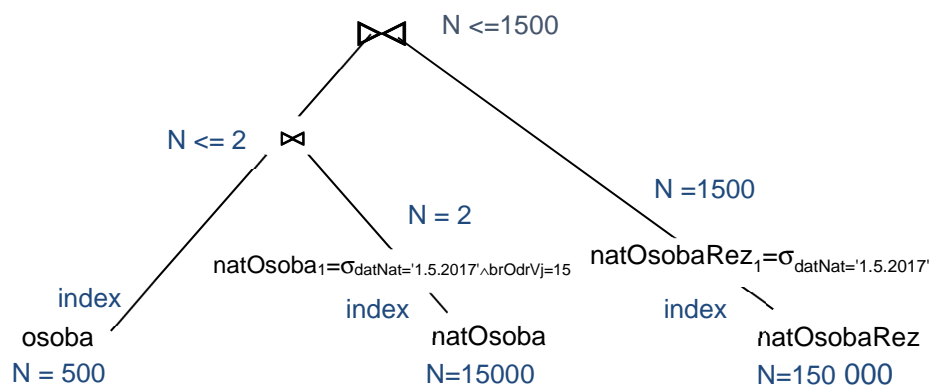 N <=1500
N <= 2
N =1500
N = 2
natOsoba₁=σdatNat='1.5.2017'∧brOdrVj=15
natOsobaRez₁=σdatNat='1.5.2017'
index
index
index
osoba
natOsoba
natOsobaRez
N = 500
N=15000
N=150 000